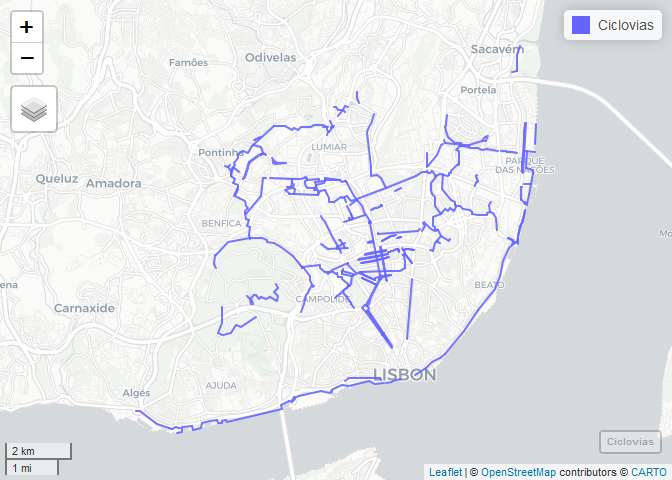 +
−
Ciclovias
Sacavém
Odivelas
Famões
Portela
LUMIAR
Pontinha
PARQUE
DAS NAÇÕES
Queluz
Amadora
BENFICA
BEATO
CAMPOLIDE
Carnaxide
LISBON
AJUDA
Algés
Ciclovias
2 km
1 mi
Leaflet | © OpenStreetMap contributors © CARTO